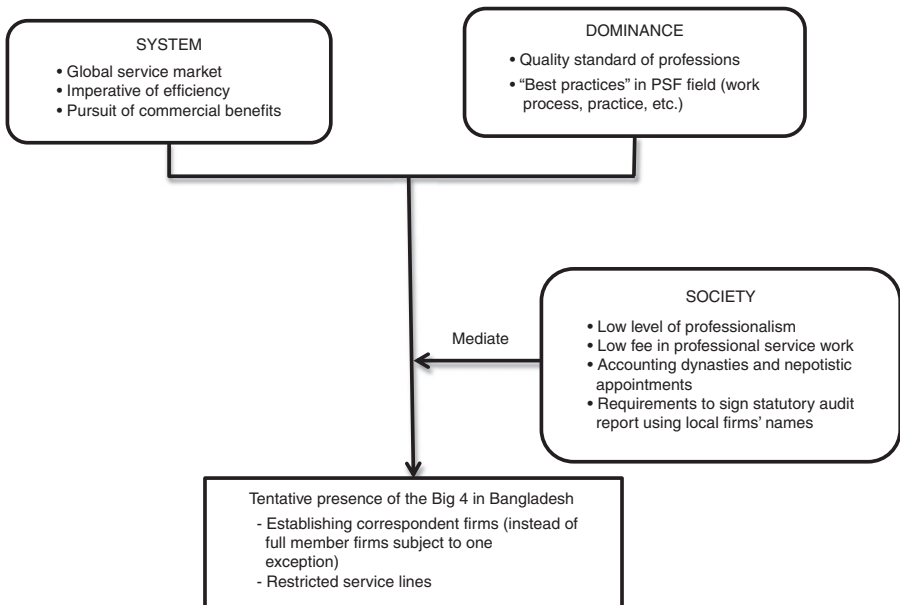 SYSTEM
• Global service market
• Imperative of efficiency
• Pursuit of commercial benefits
DOMINANCE
• Quality standard of professions
• “Best practices” in PSF field (work
process, practice, etc.)
SOCIETY
• Low level of professionalism
• Low fee in professional service work
• Accounting dynasties and nepotistic
appointments
• Requirements to sign statutory audit
report using local firms’ names
Mediate
Tentative presence of the Big 4 in Bangladesh
- Establishing correspondent firms (instead of
full member firms subject to one
exception)
- Restricted service lines